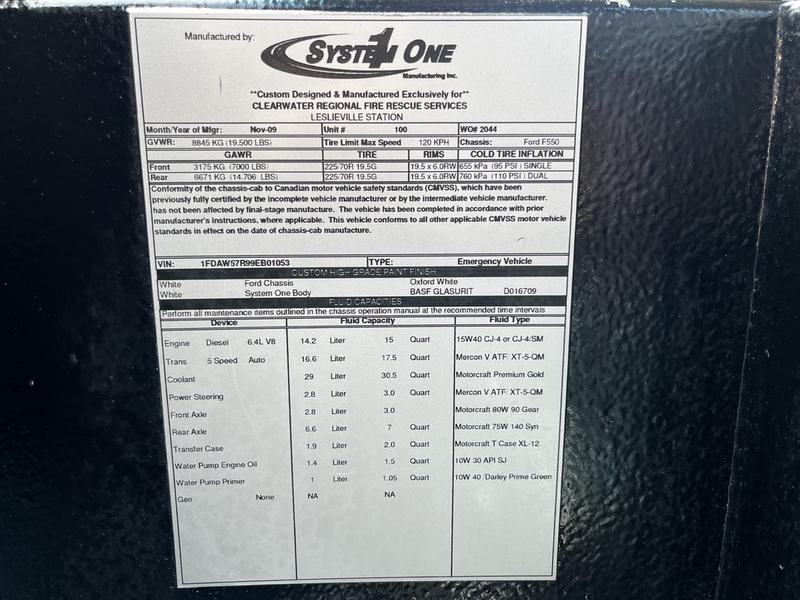 Manufactured by:
SYSTEM 1 ONE
Manufacturing Inc.
**Custom Designed & Manufactured Exclusively for**
CLEARWATER REGIONAL FIRE RESCUE SERVICES
LESLIEVILLE STATION
Month/Year of Mfgr: Nov-09 Unit # 100 WO# 2044
GVWR: 8845 KG (19.500 LBS) Tire Limit Max Speed 120 KPH Chassis: Ford F550
GAWR TIRE RIMS COLD TIRE INFLATION
Front 3175 KG (7000 LBS) 225/70R 19.5G 19.5 x 6.0RW 655 kPa (95 PSI) SINGLE
Rear 6671 KG (14.706 LBS) 225/70R 19.5G 19.5 x 6.0RW 760 kPa (110 PSI) DUAL
Conformity of the chassis-cab to Canadian motor vehicle safety standards (CMVSS), which have been
previously fully certified by the incomplete vehicle manufacturer or by the intermediate vehicle manufacturer.
has not been affected by final-stage manufacture. The vehicle has been completed in accordance with prior
manufacturer's instructions, where applicable. This vehicle conforms to all other applicable CMVSS motor vehicle
standards in effect on the date of chassis-cab manufacture.
VIN: 1FDAW57R99EB01053 TYPE: Emergency Vehicle
CUSTOM HIGH GRADE PAINT FINISH
White Ford Chassis Oxford White
White System One Body BASF GLASURIT D016709
FLUID CAPACITIES
Perform all maintenance items outlined in the chassis operation manual at the recommended time intervals
Device Fluid Capacity Fluid Type
Engine Diesel 6.4L V8 14.2 Liter 15 Quart 15W40 CJ-4 or CJ-4/SM
Trans 5 Speed Auto 16.6 Liter 17.5 Quart Mercon V ATF/ XT-5-QM
Coolant 29 Liter 30.5 Quart Motorcraft Premium Gold
Power Steering 2.8 Liter 3.0 Quart Mercon V ATF/ XT-5-QM
Front Axle 2.8 Liter 3.0 Motorcraft 80W 90 Gear
Rear Axle 6.6 Liter 7 Quart Motorcraft 75W 140 Syn
Transfer Case 1.9 Liter 2.0 Quart Motorcraft T Case XL-12
Water Pump Engine Oil 1.4 Liter 1.5 Quart 10W 30 API SJ
Water Pump Primer 1 Liter 1.05 Quart 10W 40 /Darley Prime Green
Gen None NA NA